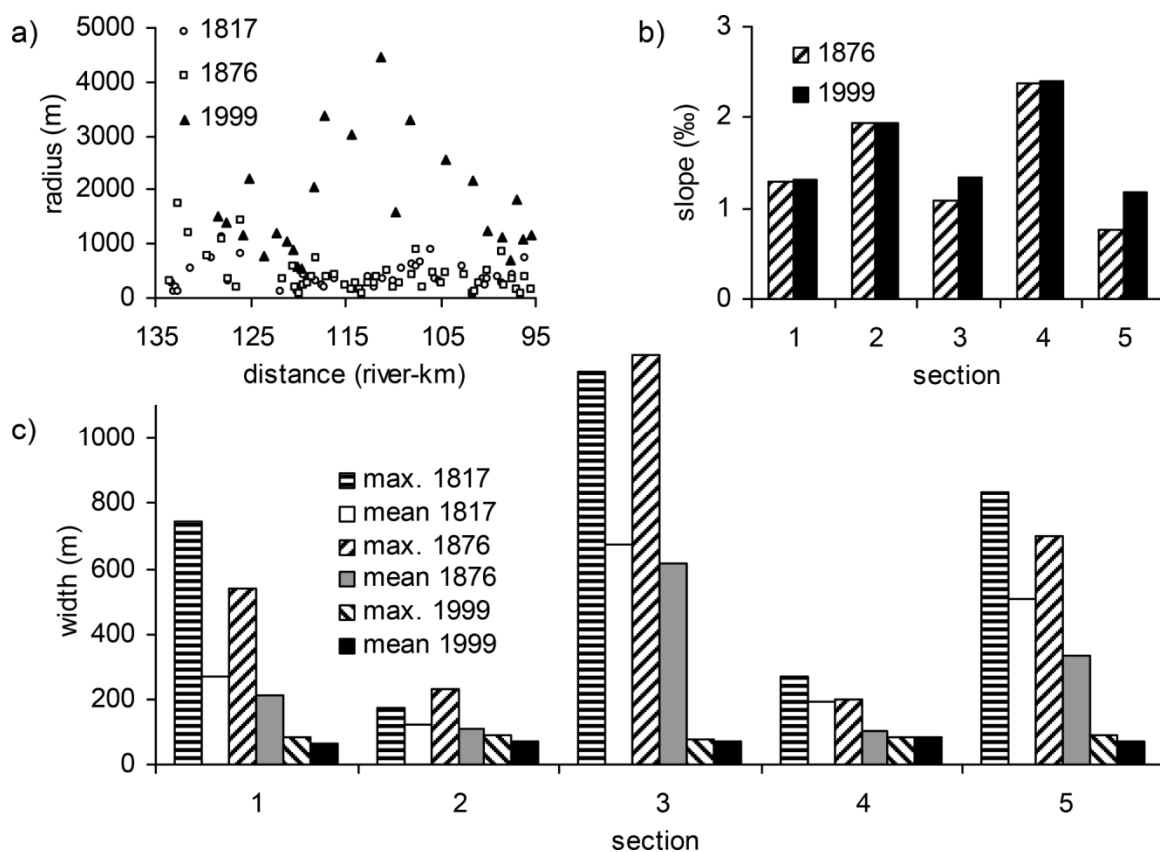 a)
1817
1876
1999
radius (m)
5000
4000
3000
2000
1000
0
135 125 115 105 95
distance (river-km)
b)
1876
1999
slope (‰)
3
2
1
0
1 2 3 4 5
section
c)
width (m)
1000
800
600
400
200
0
max. 1817
mean 1817
max. 1876
mean 1876
max. 1999
mean 1999
1 2 3 4 5
section